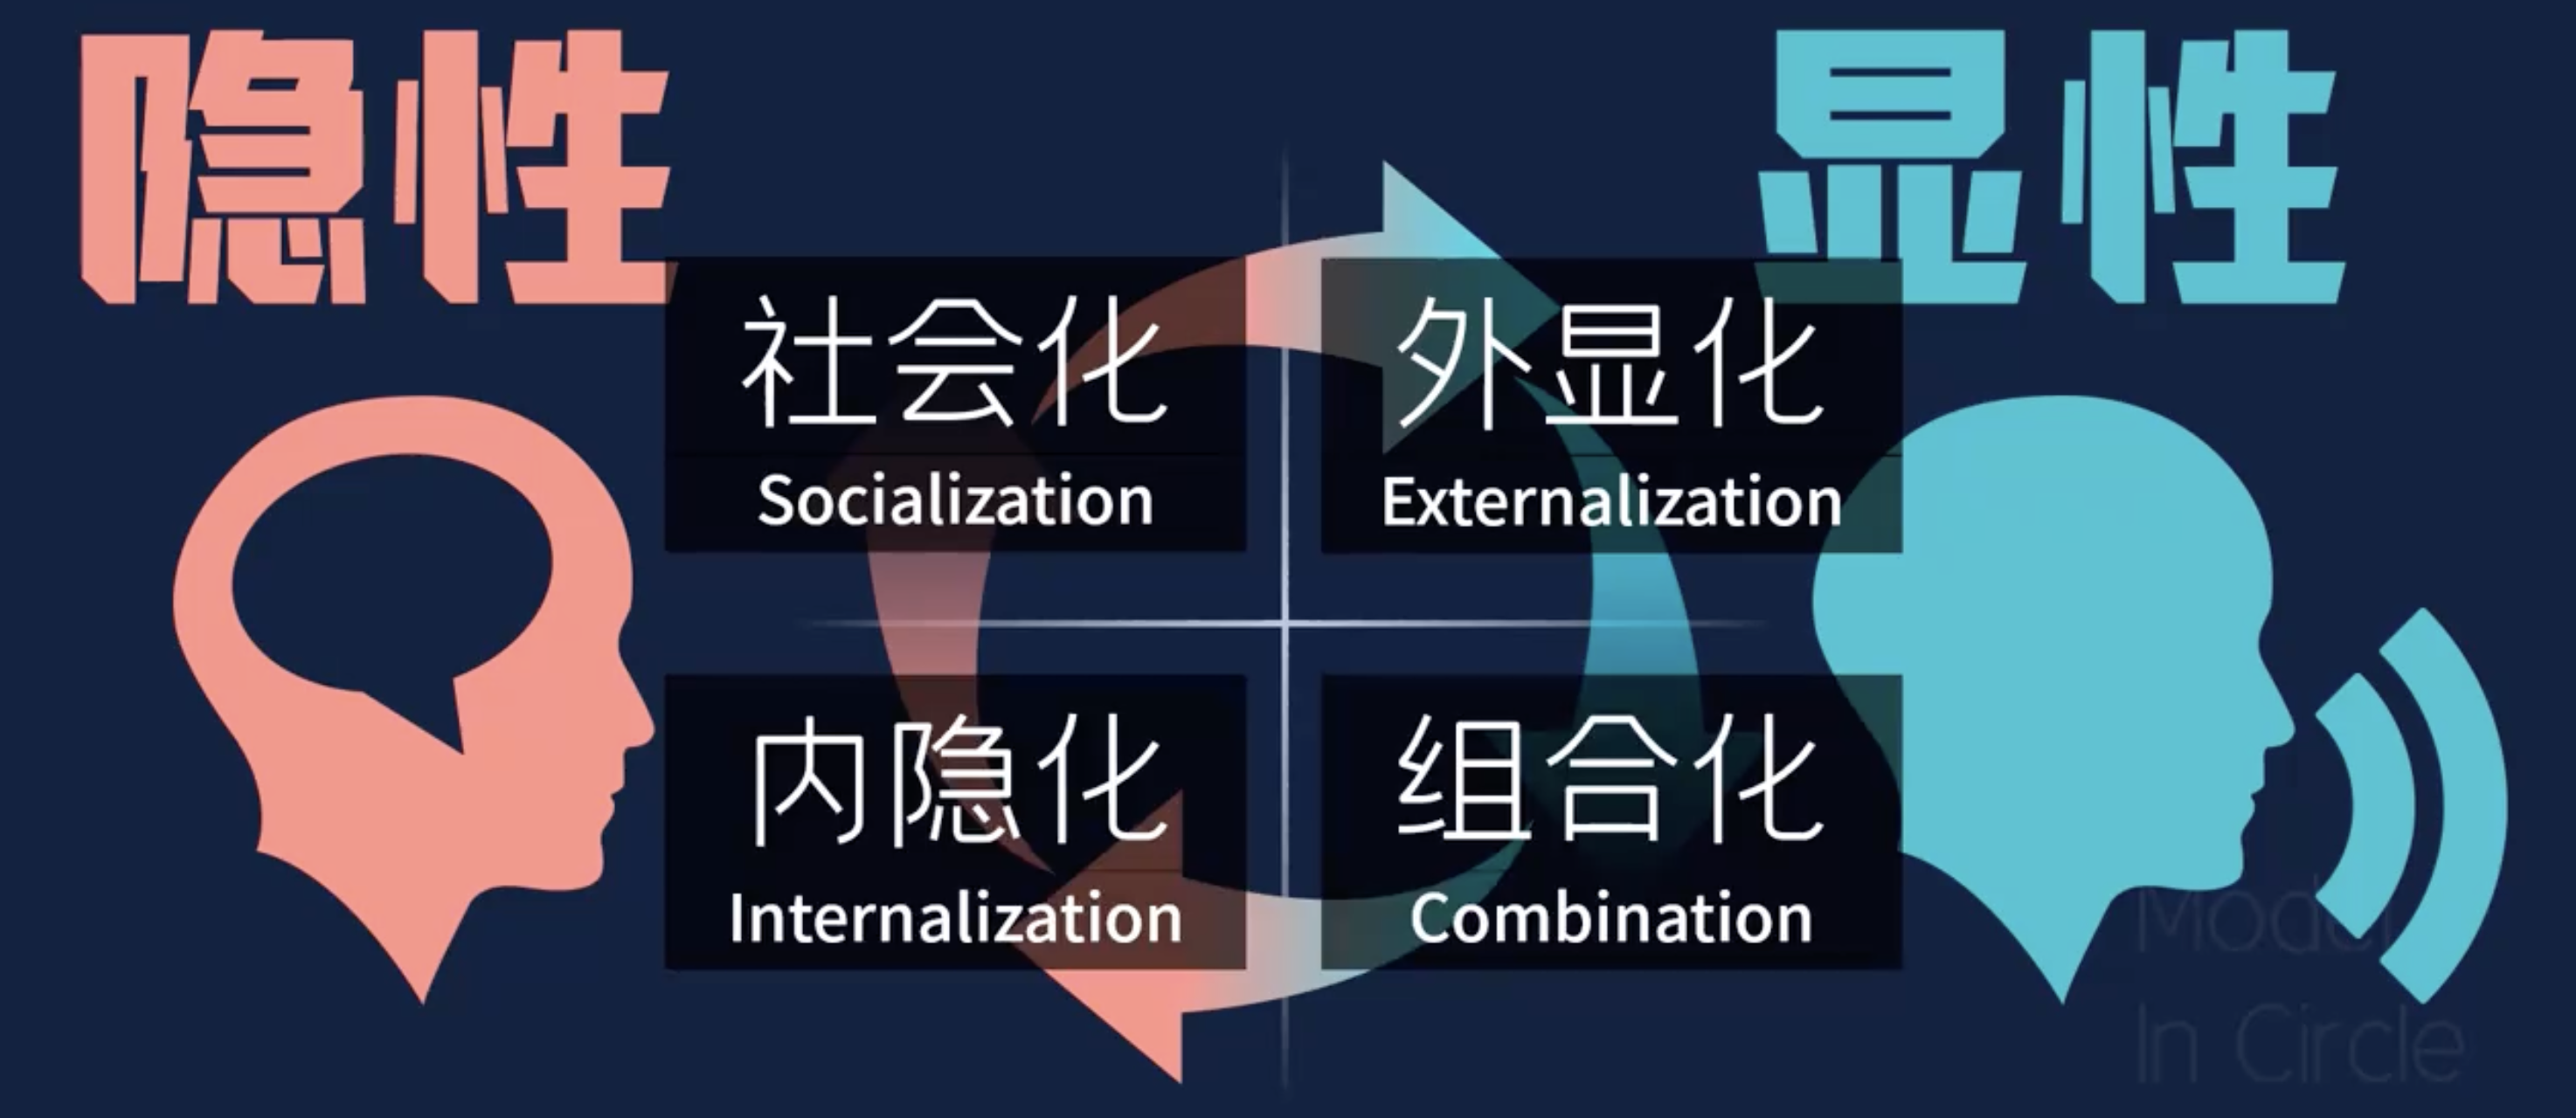 隐性
显性
社会化
Socialization
外显化
Externalization
内隐化
Internalization
组合化
Combination
Model
In Circle